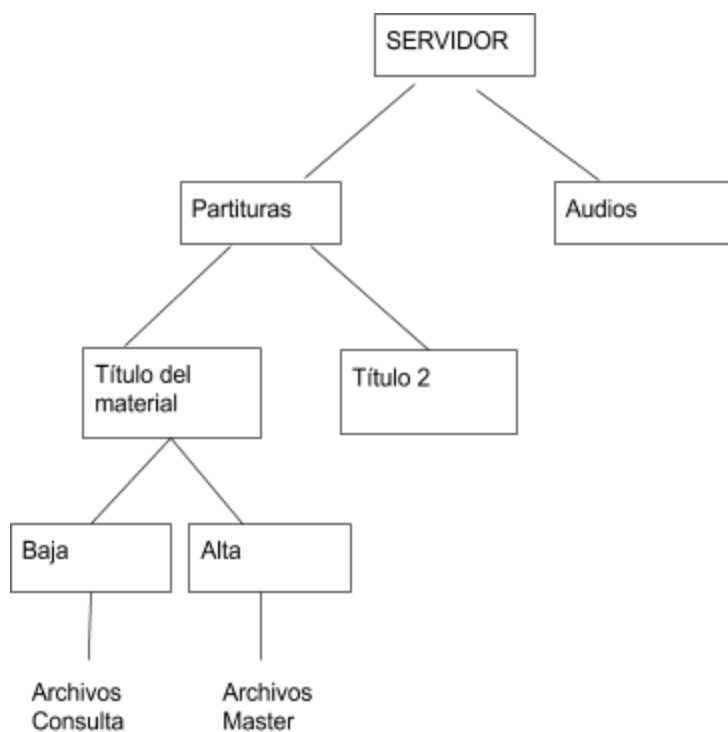 SERVIDOR
Partituras
Audios
Título del
material
Título 2
Baja
Alta
Archivos
Consulta
Archivos
Master